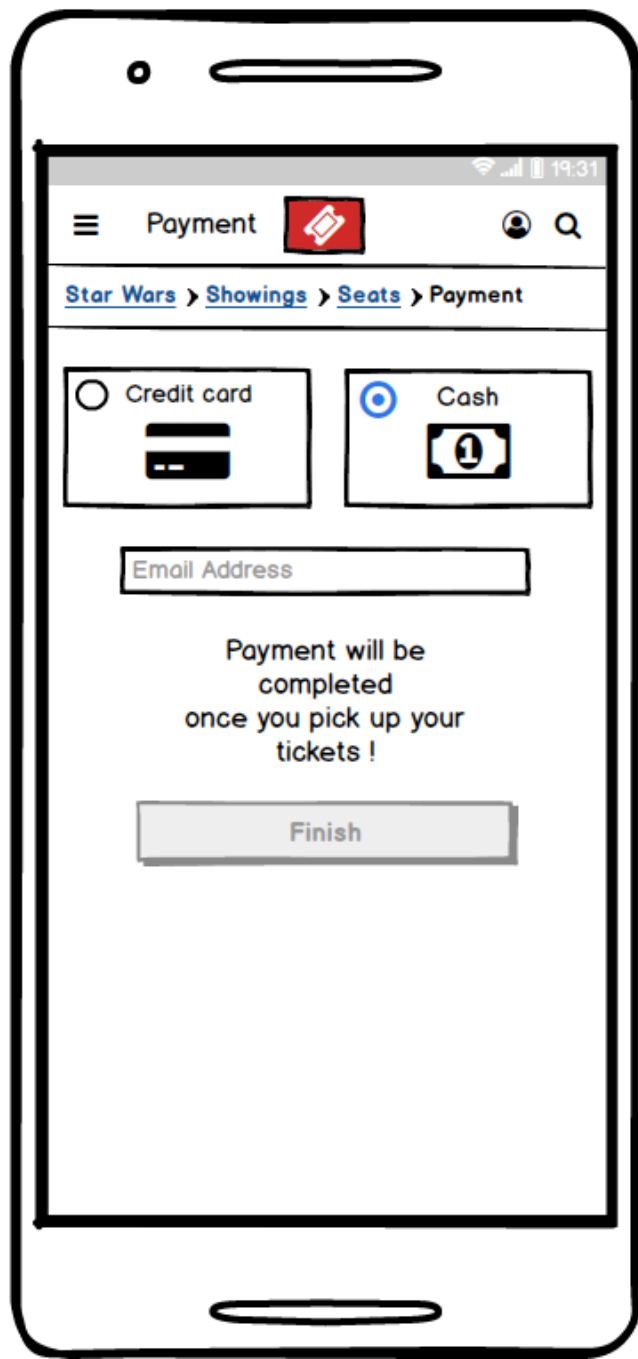 19:31
Payment
Star Wars > Showings > Seats > Payment
Credit card
Cash
1
Email Address
Payment will be
completed
once you pick up your
tickets !
Finish